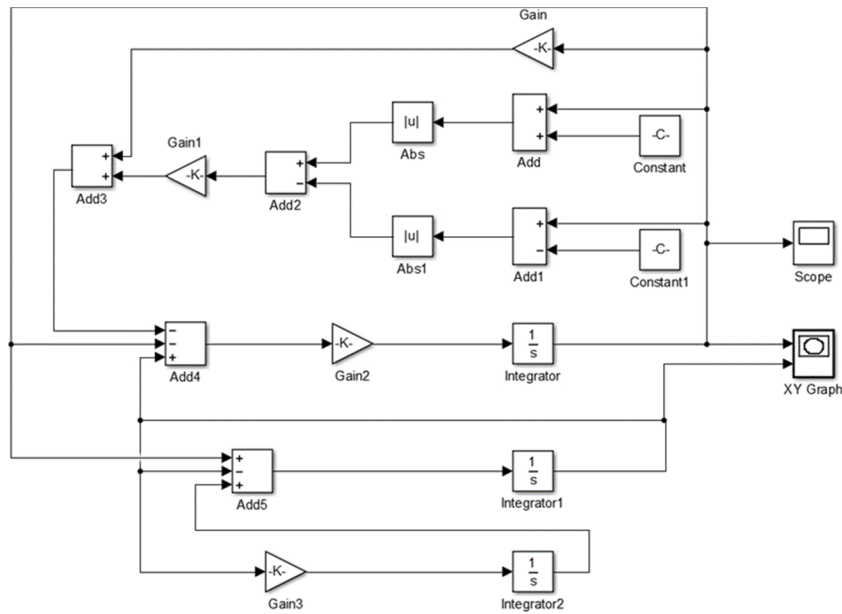 Gain
-K-
|u|
Abs
+
+
Add
-C-
Constant
Gain1
-K-
+
+
Add3
+
−
Add2
|u|
Abs1
+
−
Add1
-C-
Constant1
Scope
−
−
+
Add4
-K-
Gain2
1
s
Integrator
XY Graph
+
−
+
Add5
1
s
Integrator1
-K-
Gain3
1
s
Integrator2